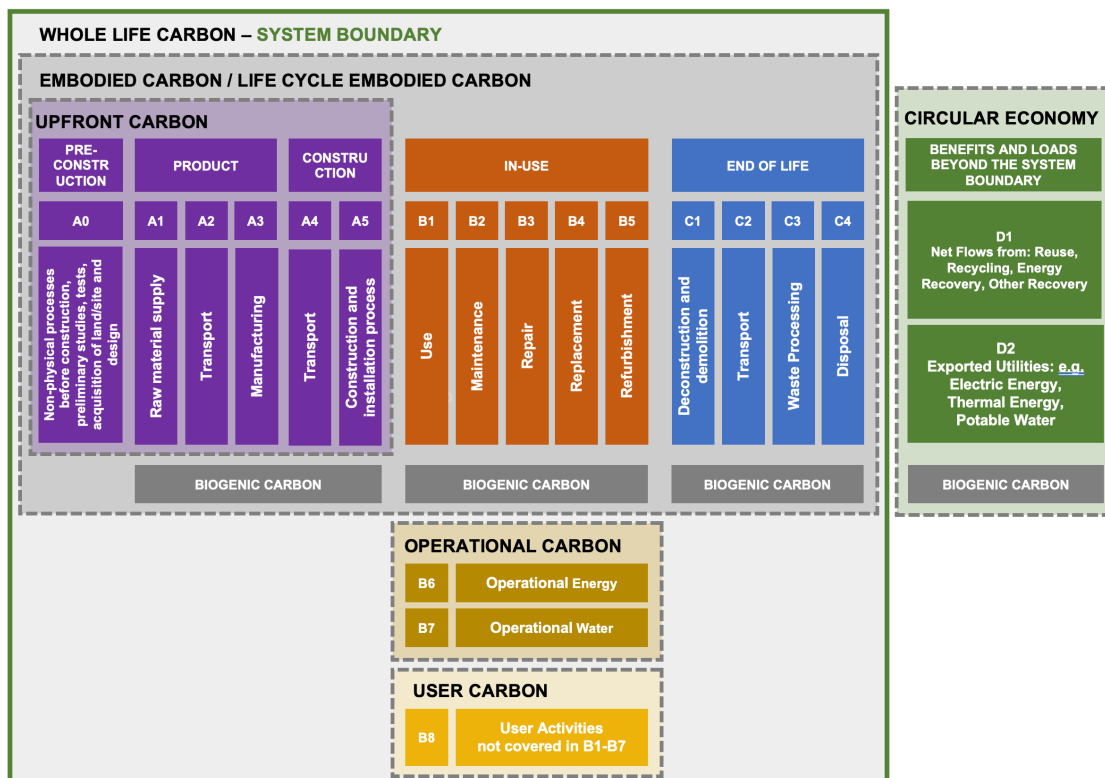 WHOLE LIFE CARBON – SYSTEM BOUNDARY
EMBODIED CARBON / LIFE CYCLE EMBODIED CARBON
UPFRONT CARBON
PRE-
CONSTR
UCTION
PRODUCT
CONSTRU
CTION
IN-USE
END OF LIFE
A0
A1
A2
A3
A4
A5
B1
B2
B3
B4
B5
C1
C2
C3
C4
Non-physical processes
before construction,
preliminary studies, tests,
acquisition of land/site and
design
Raw material supply
Transport
Manufacturing
Transport
Construction and
installation process
Use
Maintenance
Repair
Replacement
Refurbishment
Deconstruction and
demolition
Transport
Waste Processing
Disposal
BIOGENIC CARBON
BIOGENIC CARBON
BIOGENIC CARBON
CIRCULAR ECONOMY
BENEFITS AND LOADS
BEYOND THE SYSTEM
BOUNDARY
D1
Net Flows from: Reuse,
Recycling, Energy
Recovery, Other Recovery
D2
Exported Utilities: e.g.
Electric Energy,
Thermal Energy,
Potable Water
BIOGENIC CARBON
OPERATIONAL CARBON
B6
Operational Energy
B7
Operational Water
USER CARBON
B8
User Activities
not covered in B1-B7